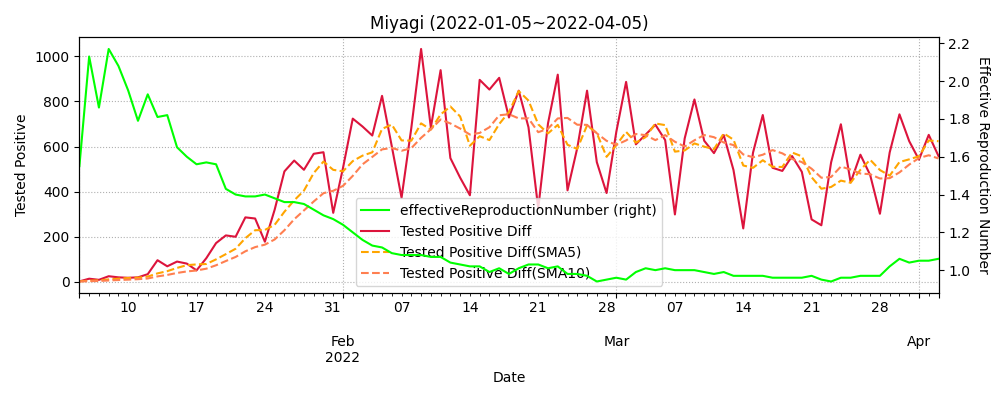 Miyagi (2022-01-05~2022-04-05)
Tested Positive
1000
800
600
400
200
0
2.2
2.0
1.8
1.6
1.4
1.2
1.0
Effective Reproduction Number
effectiveReproductionNumber (right)
Tested Positive Diff
Tested Positive Diff(SMA5)
Tested Positive Diff(SMA10)
10 17 24 31 07 14 21 28 07 14 21 28
Feb Mar Apr
2022
Date